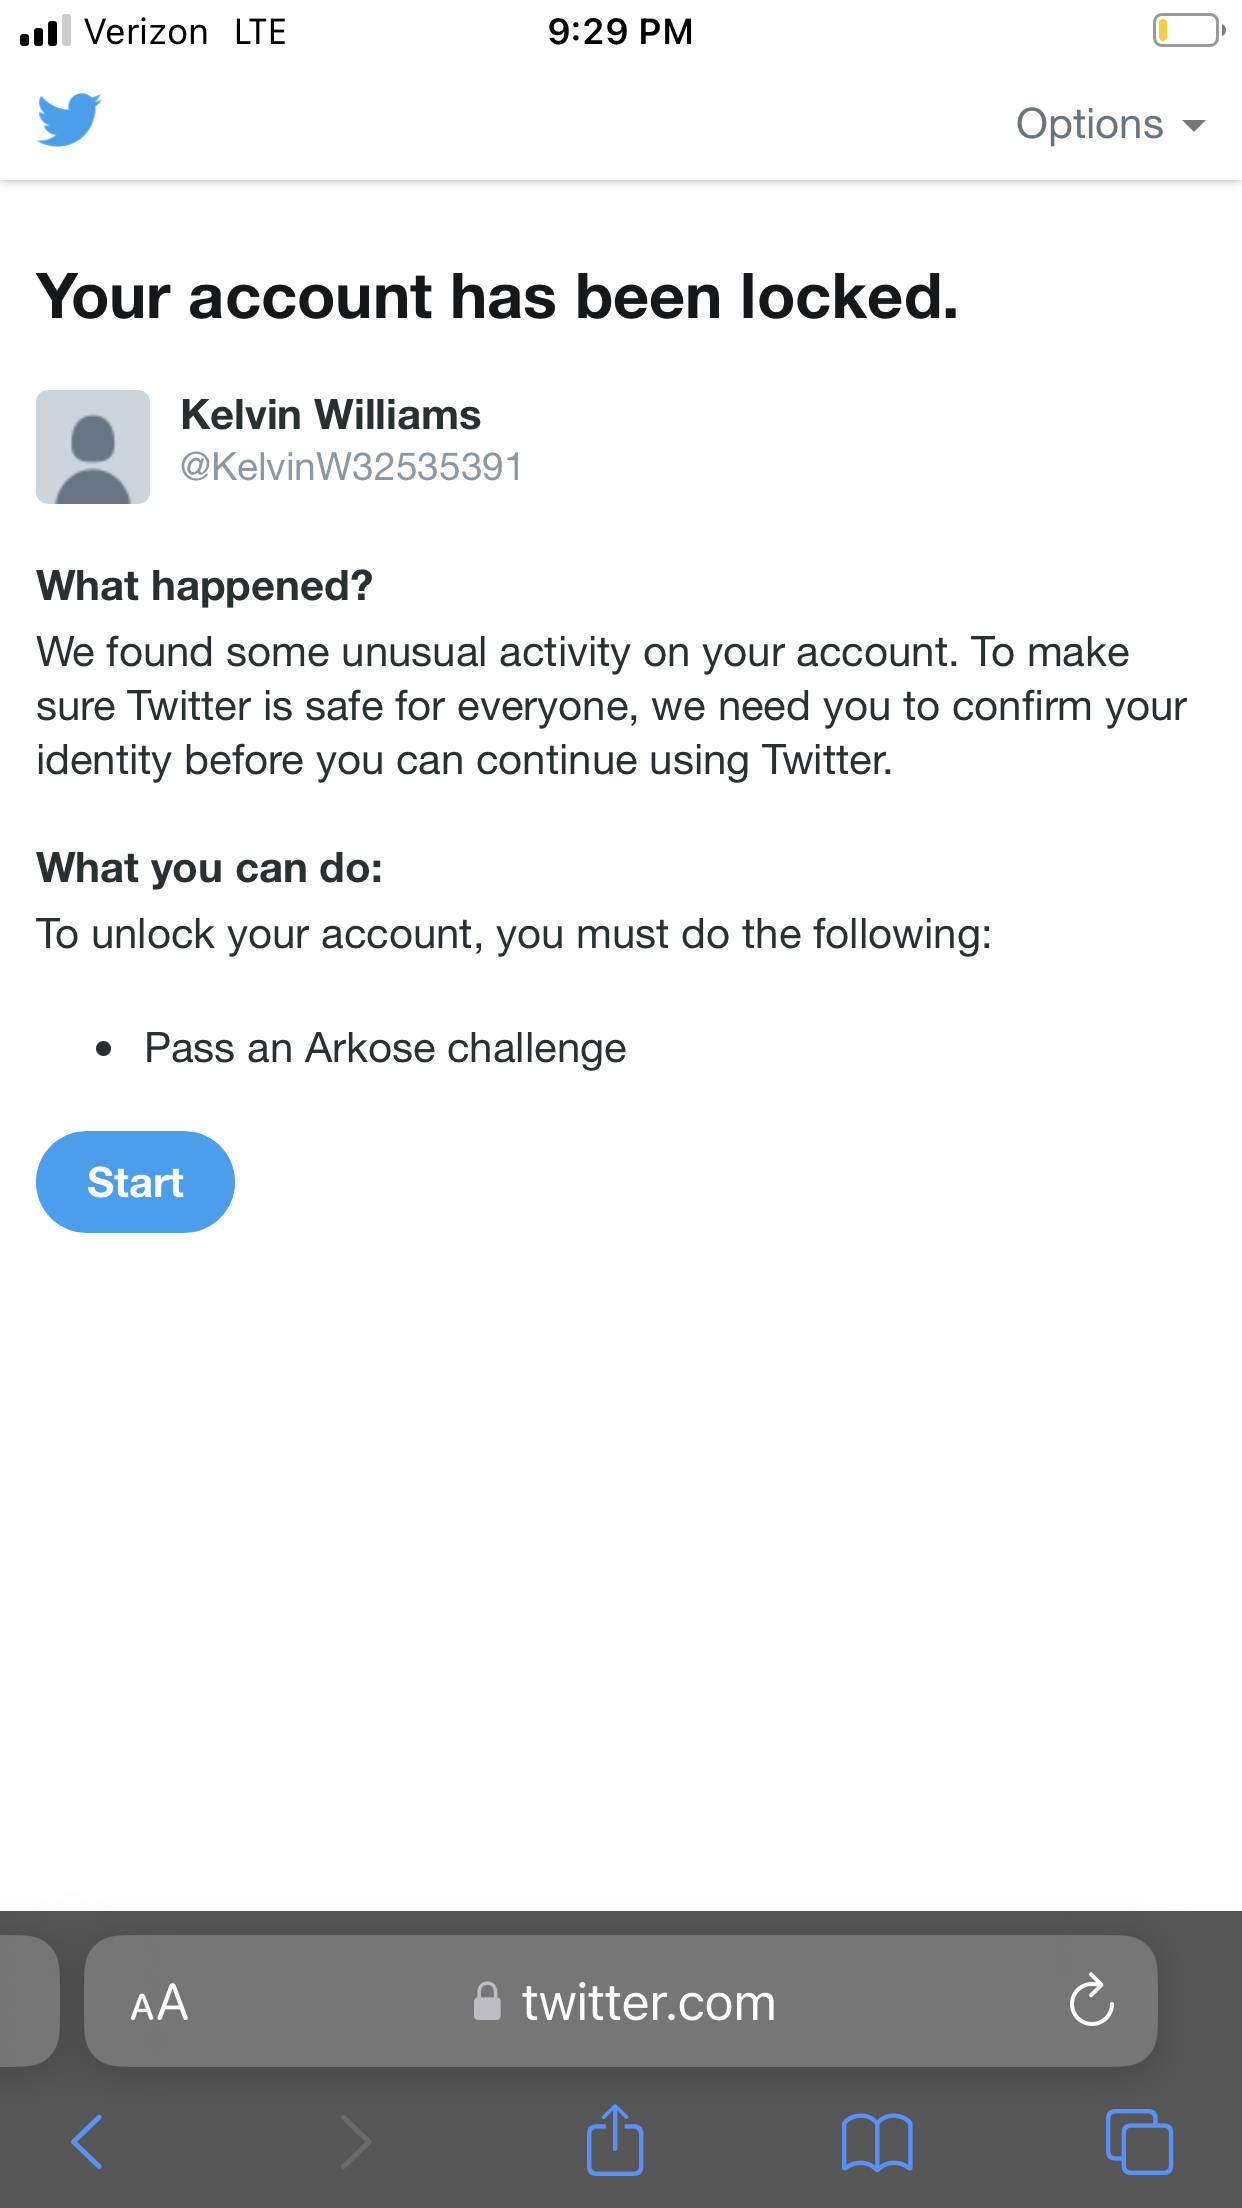 Verizon LTE 9:29 PM
Options
Your account has been locked.
Kelvin Williams
@KelvinW32535391
What happened?
We found some unusual activity on your account. To make
sure Twitter is safe for everyone, we need you to confirm your
identity before you can continue using Twitter.
What you can do:
To unlock your account, you must do the following:
• Pass an Arkose challenge
Start
AA twitter.com